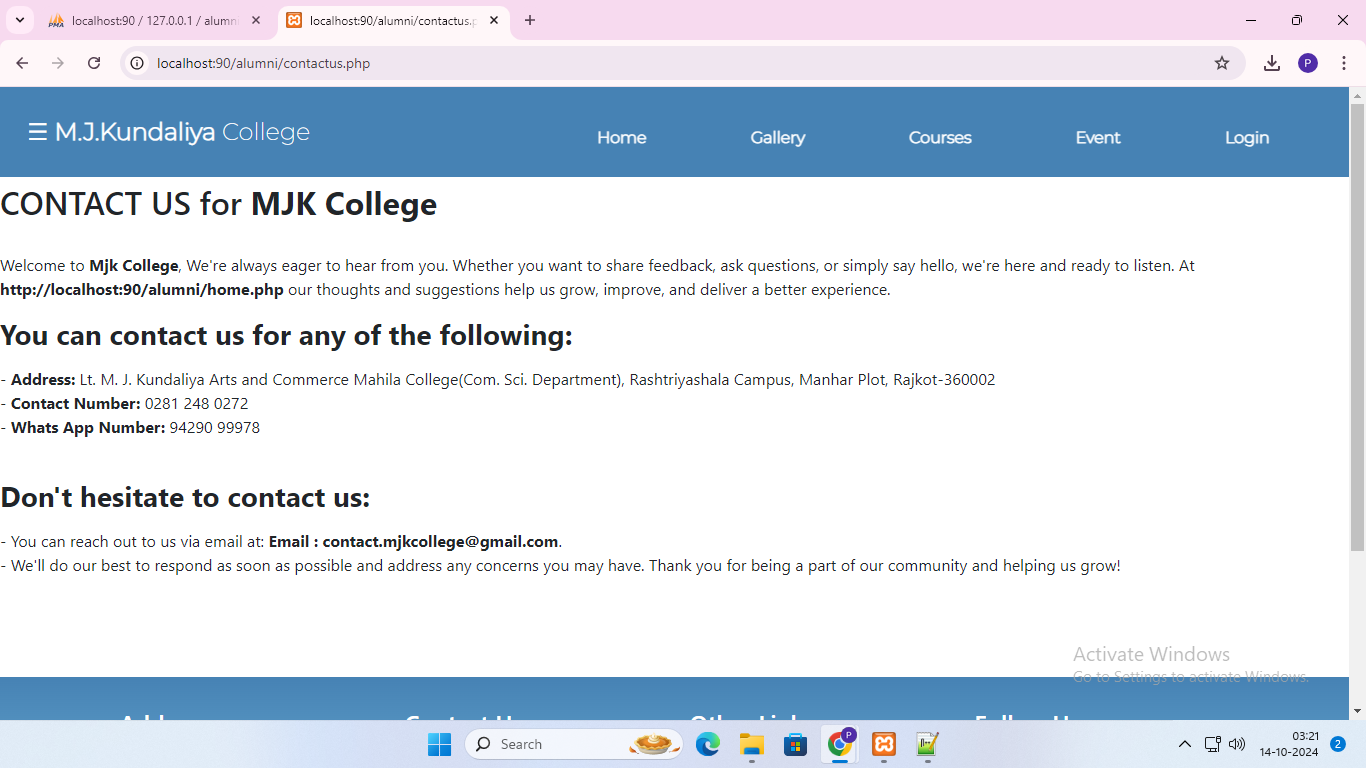 localhost:90 / 127.0.0.1 / alumn
localhost:90/alumni/contactus.p
localhost:90/alumni/contactus.php
P
☰ M.J.Kundaliya College
Home
Gallery
Courses
Event
Login
CONTACT US for MJK College
Welcome to Mjk College, We're always eager to hear from you. Whether you want to share feedback, ask questions, or simply say hello, we're here and ready to listen. At
http://localhost:90/alumni/home.php our thoughts and suggestions help us grow, improve, and deliver a better experience.
You can contact us for any of the following:
- Address: Lt. M. J. Kundaliya Arts and Commerce Mahila College(Com. Sci. Department), Rashtriyashala Campus, Manhar Plot, Rajkot-360002
- Contact Number: 0281 248 0272
- Whats App Number: 94290 99978
Don't hesitate to contact us:
- You can reach out to us via email at: Email : contact.mjkcollege@gmail.com.
- We'll do our best to respond as soon as possible and address any concerns you may have. Thank you for being a part of our community and helping us grow!
Activate Windows
Go to Settings to activate Windows.
Search
P
03:21
14-10-2024
2